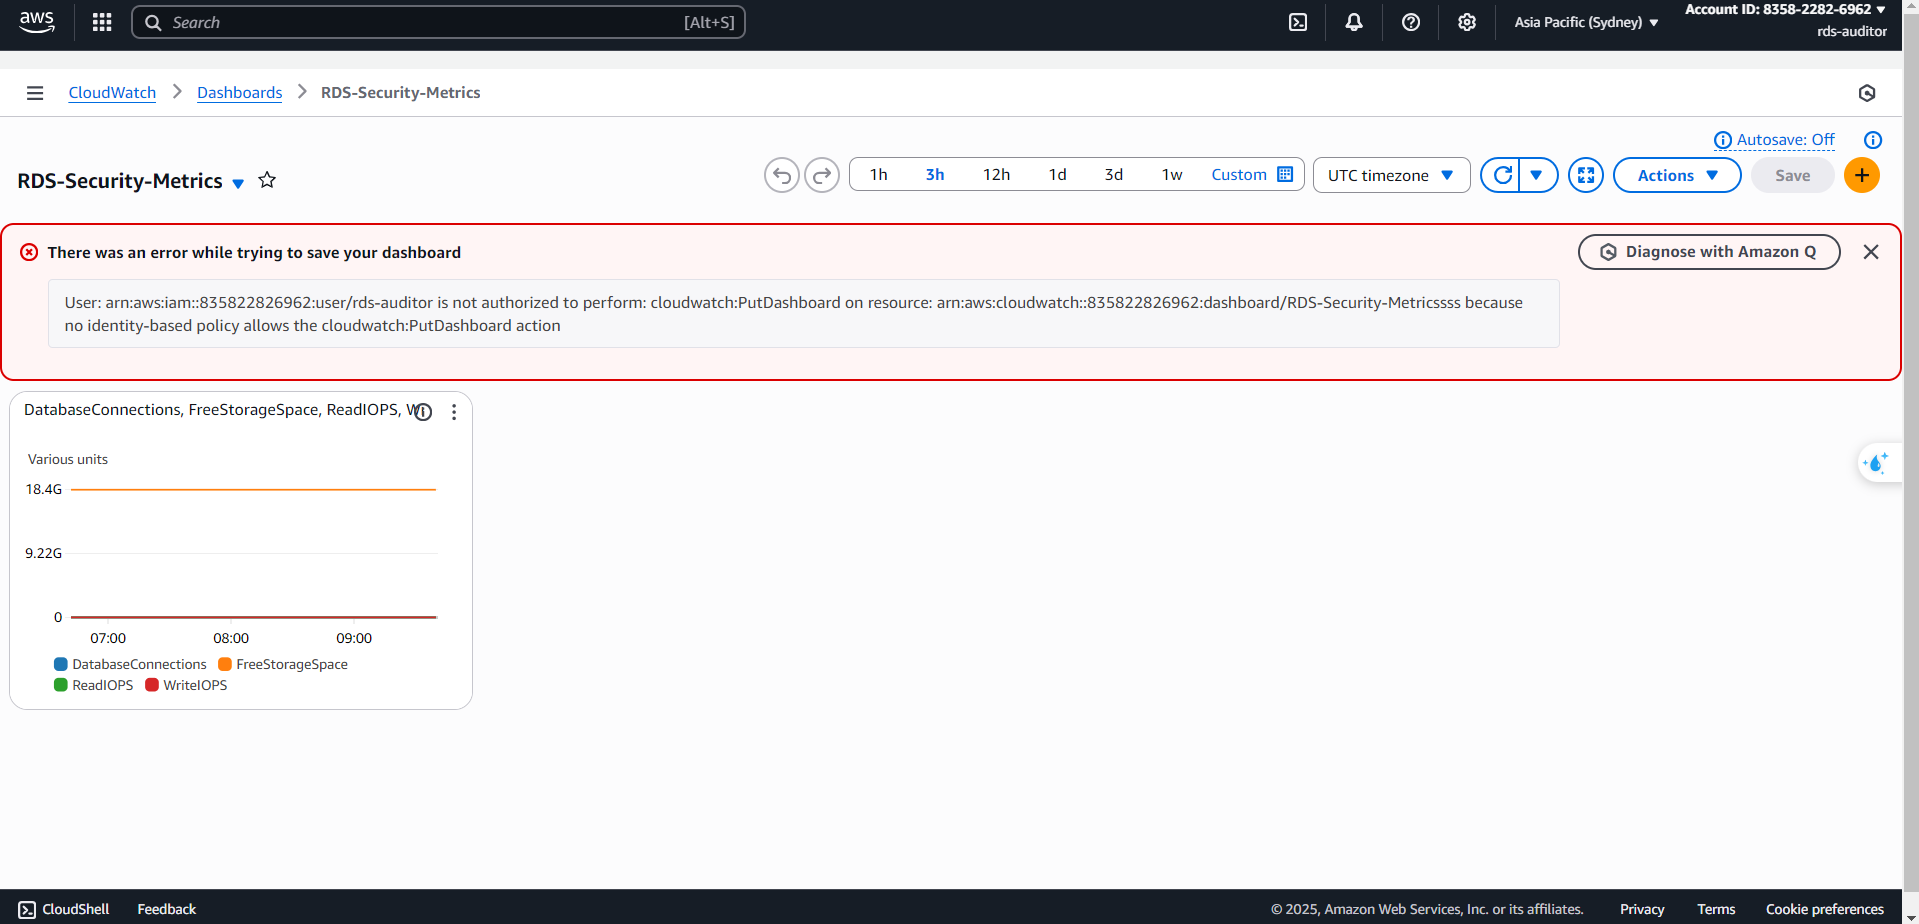 aws
Search [Alt+S]
Asia Pacific (Sydney)
Account ID: 8358-2282-6962
rds-auditor
CloudWatch > Dashboards > RDS-Security-Metrics
Autosave: Off
RDS-Security-Metrics
1h 3h 12h 1d 3d 1w Custom
UTC timezone
Actions
Save
There was an error while trying to save your dashboard
Diagnose with Amazon Q
User: arn:aws:iam::835822826962:user/rds-auditor is not authorized to perform: cloudwatch:PutDashboard on resource: arn:aws:cloudwatch::835822826962:dashboard/RDS-Security-Metricssss because
no identity-based policy allows the cloudwatch:PutDashboard action
DatabaseConnections, FreeStorageSpace, ReadIOPS, W
Various units
18.4G
9.22G
0
07:00 08:00 09:00
DatabaseConnections FreeStorageSpace
ReadIOPS WriteIOPS
CloudShell Feedback
© 2025, Amazon Web Services, Inc. or its affiliates. Privacy Terms Cookie preferences